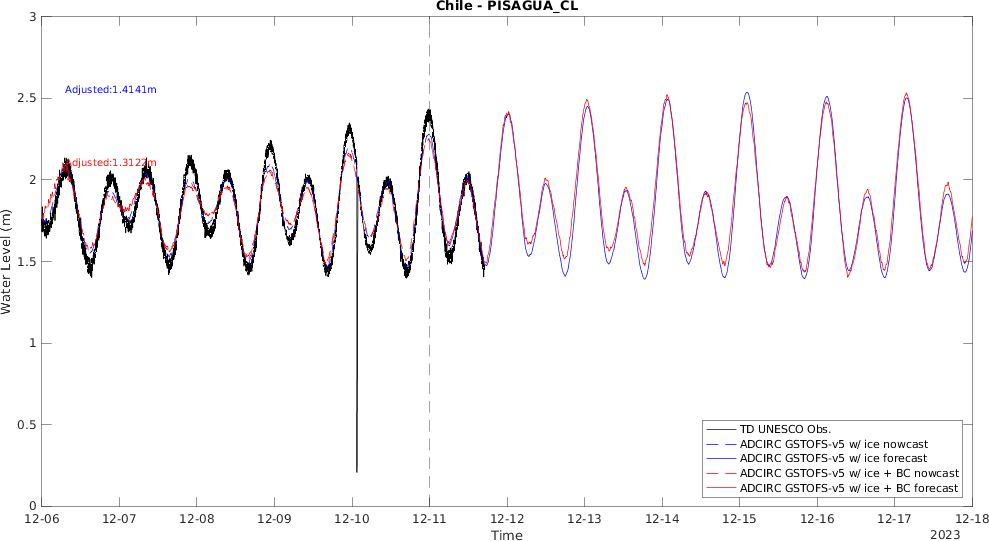 Chile - PISAGUA_CL
3
2.5
2
1.5
1
0.5
0
Water Level (m)
Adjusted:1.4141m
Adjusted:1.3122m
TD UNESCO Obs.
ADCIRC GSTOFS-v5 w/ ice nowcast
ADCIRC GSTOFS-v5 w/ ice forecast
ADCIRC GSTOFS-v5 w/ ice + BC nowcast
ADCIRC GSTOFS-v5 w/ ice + BC forecast
12-06 12-07 12-08 12-09 12-10 12-11 12-12 12-13 12-14 12-15 12-16 12-17 12-18
Time
2023